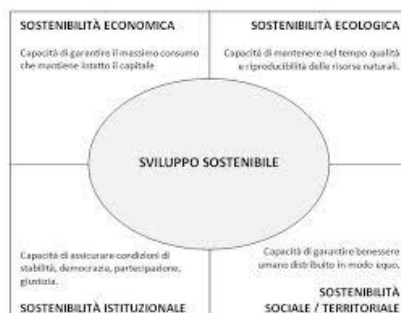 SOSTENIBILITÀ ECONOMICA
Capacità di garantire il massimo consumo
che mantiene intatto il capitale
SOSTENIBILITÀ ECOLOGICA
Capacità di mantenere nel tempo qualità
e riproducibilità delle risorse naturali.
SVILUPPO SOSTENIBILE
Capacità di assicurare condizioni di
stabilità, democrazia, partecipazione,
giustizia.
SOSTENIBILITÀ ISTITUZIONALE
Capacità di garantire benessere
umano distribuito in modo equo.
SOSTENIBILITÀ
SOCIALE / TERRITORIALE